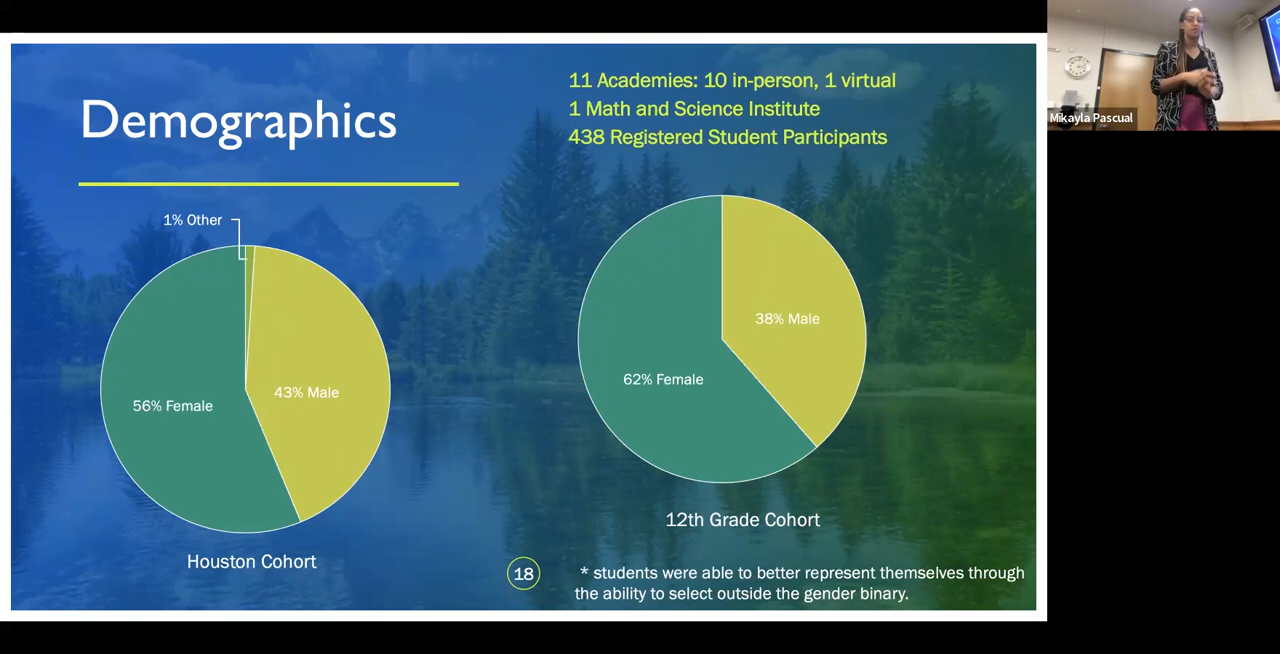 Demographics
11 Academies: 10 in-person, 1 virtual
1 Math and Science Institute
438 Registered Student Participants
1% Other
56% Female
43% Male
Houston Cohort
38% Male
62% Female
12th Grade Cohort
18
* students were able to better represent themselves through
the ability to select outside the gender binary.
Mikayla Pascual